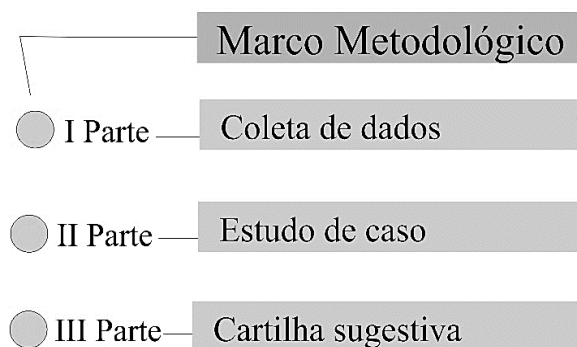 Marco Metodológico
I Parte Coleta de dados
II Parte Estudo de caso
III Parte Cartilha sugestiva